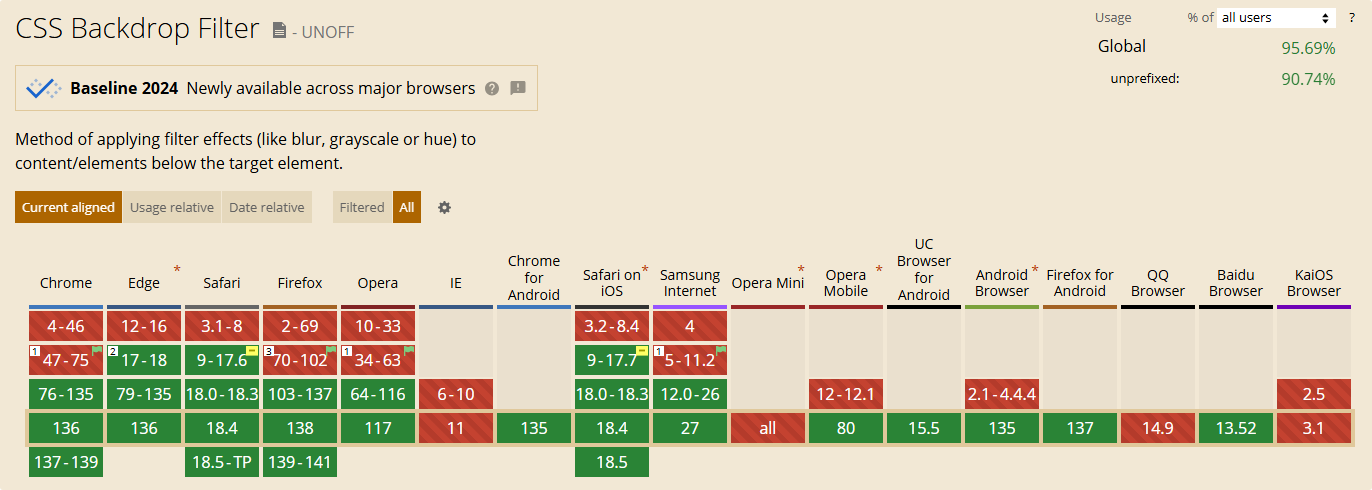 CSS Backdrop Filter - UNOFF
Usage % of all users ?
Global 95.69%
unprefixed: 90.74%
Baseline 2024 Newly available across major browsers ?
Method of applying filter effects (like blur, grayscale or hue) to
content/elements below the target element.
Current aligned Usage relative Date relative Filtered All
Chrome
Edge *
Safari
Firefox
Opera
IE
Chrome
for
Android
Safari on *
iOS
Samsung
Internet
Opera Mini *
Opera *
Mobile
UC
Browser
for
Android
Android *
Browser
Firefox for
Android
QQ
Browser
Baidu
Browser
KaiOS
Browser
4-46 12-16 3.1-8 2-69 10-33 3.2-8.4 4
1 47-75 2 17-18 9-17.6 3 70-102 1 34-63 9-17.7 1 5-11.2
76-135 79-135 18.0-18.3 103-137 64-116 6-10 18.0-18.3 12.0-26 12-12.1 2.1-4.4.4 2.5
136 136 18.4 138 117 11 135 18.4 27 all 80 15.5 135 137 14.9 13.52 3.1
137-139 18.5-TP 139-141 18.5